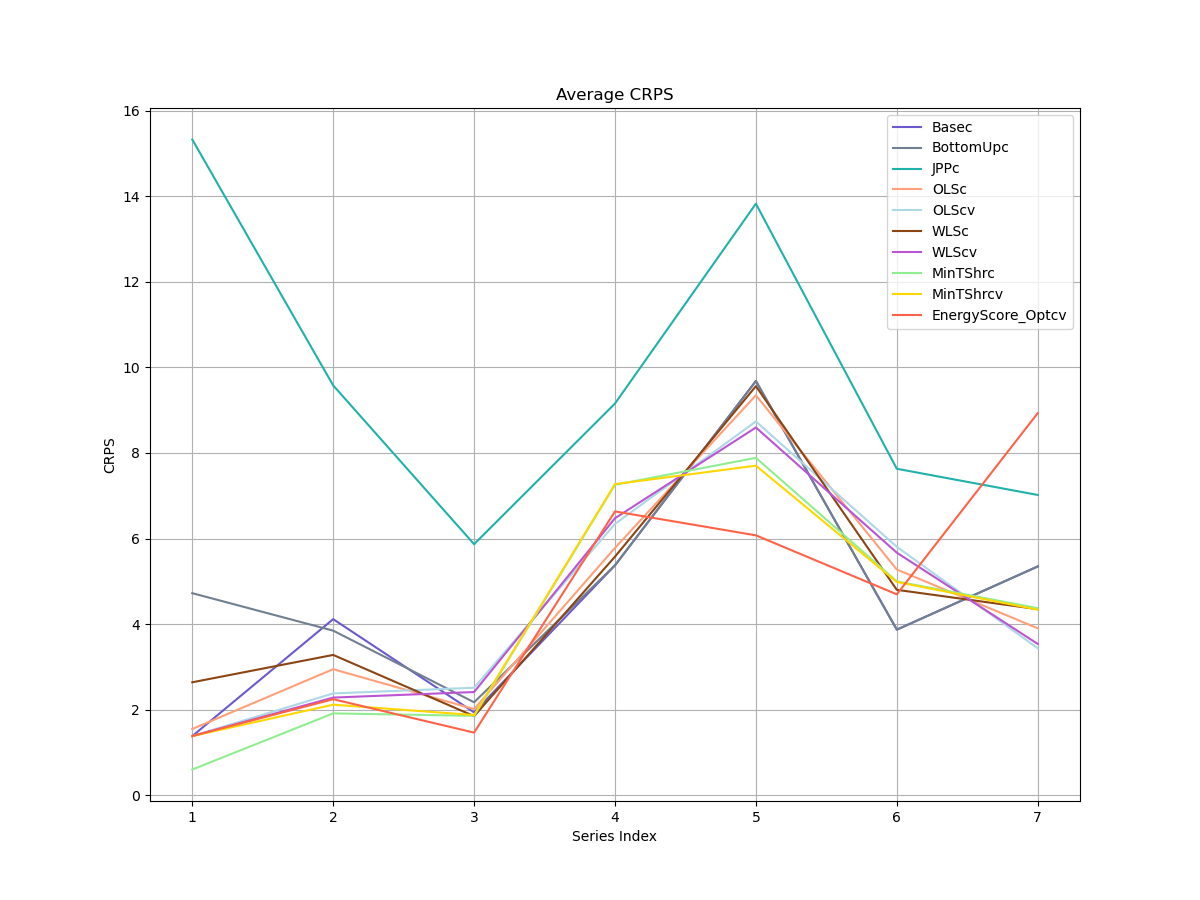 Average CRPS
16
14
12
10
8
6
4
2
0
CRPS
Basec
BottomUpc
JPPc
OLSc
OLScv
WLSc
WLScv
MinTShrc
MinTShrcv
EnergyScore_Optcv
1 2 3 4 5 6 7
Series Index